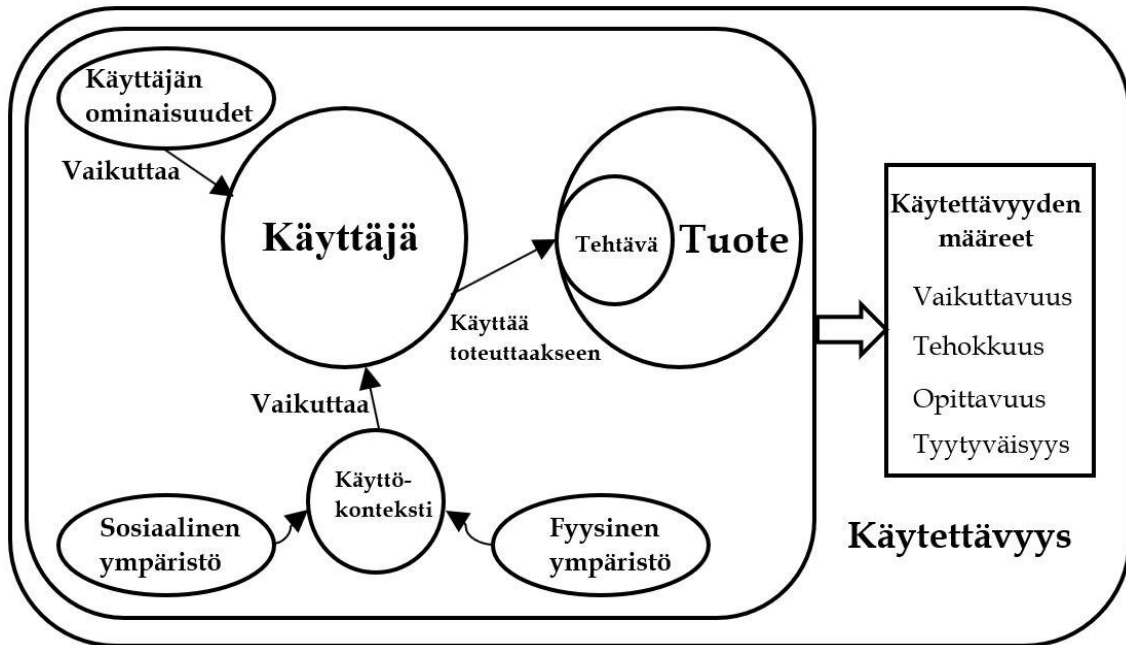 Käyttäjän
ominaisuudet
Vaikuttaa
Käyttäjä
Tehtävä
Tuote
Käyttää
toteuttaakseen
Vaikuttaa
Käyttö-
konteksti
Sosiaalinen
ympäristö
Fyysinen
ympäristö
Käytettävyyden
määreet
Vaikuttavuus
Tehokkuus
Opittavuus
Tyytyväisyys
Käytettävyys